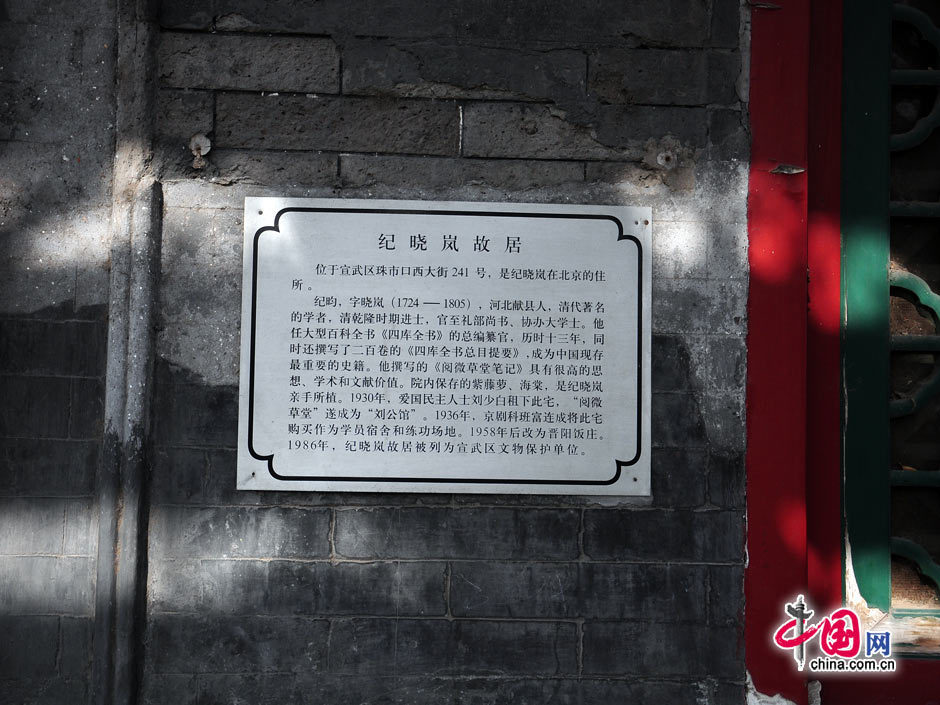 纪晓岚故居
位于宣武区珠市口西大街 241 号，是纪晓岚在北京的住
所 。
纪昀，字晓岚（1724 — 1805），河北献县人，清代著名
的学者，清乾隆时期进士，官至礼部尚书、协办大学士。他
任大型百科全书《四库全书》的总编纂官，历时十三年，同
时还撰写了二百卷的《四库全书总目提要》，成为中国现存
最重要的史籍。他撰写的《阅微草堂笔记》具有很高的思
想、学术和文献价值。院内保存的紫藤萝、海棠，是纪晓岚
亲手所植。1930年，爱国民主人士刘少白租下此宅，“阅微
草堂”遂成为“刘公馆”。1936年，京剧科班富连成将此宅
购买作为学员宿舍和练功场地。1958年后改为晋阳饭庄。
1986年，纪晓岚故居被列为宣武区文物保护单位。
中国网
china.com.cn